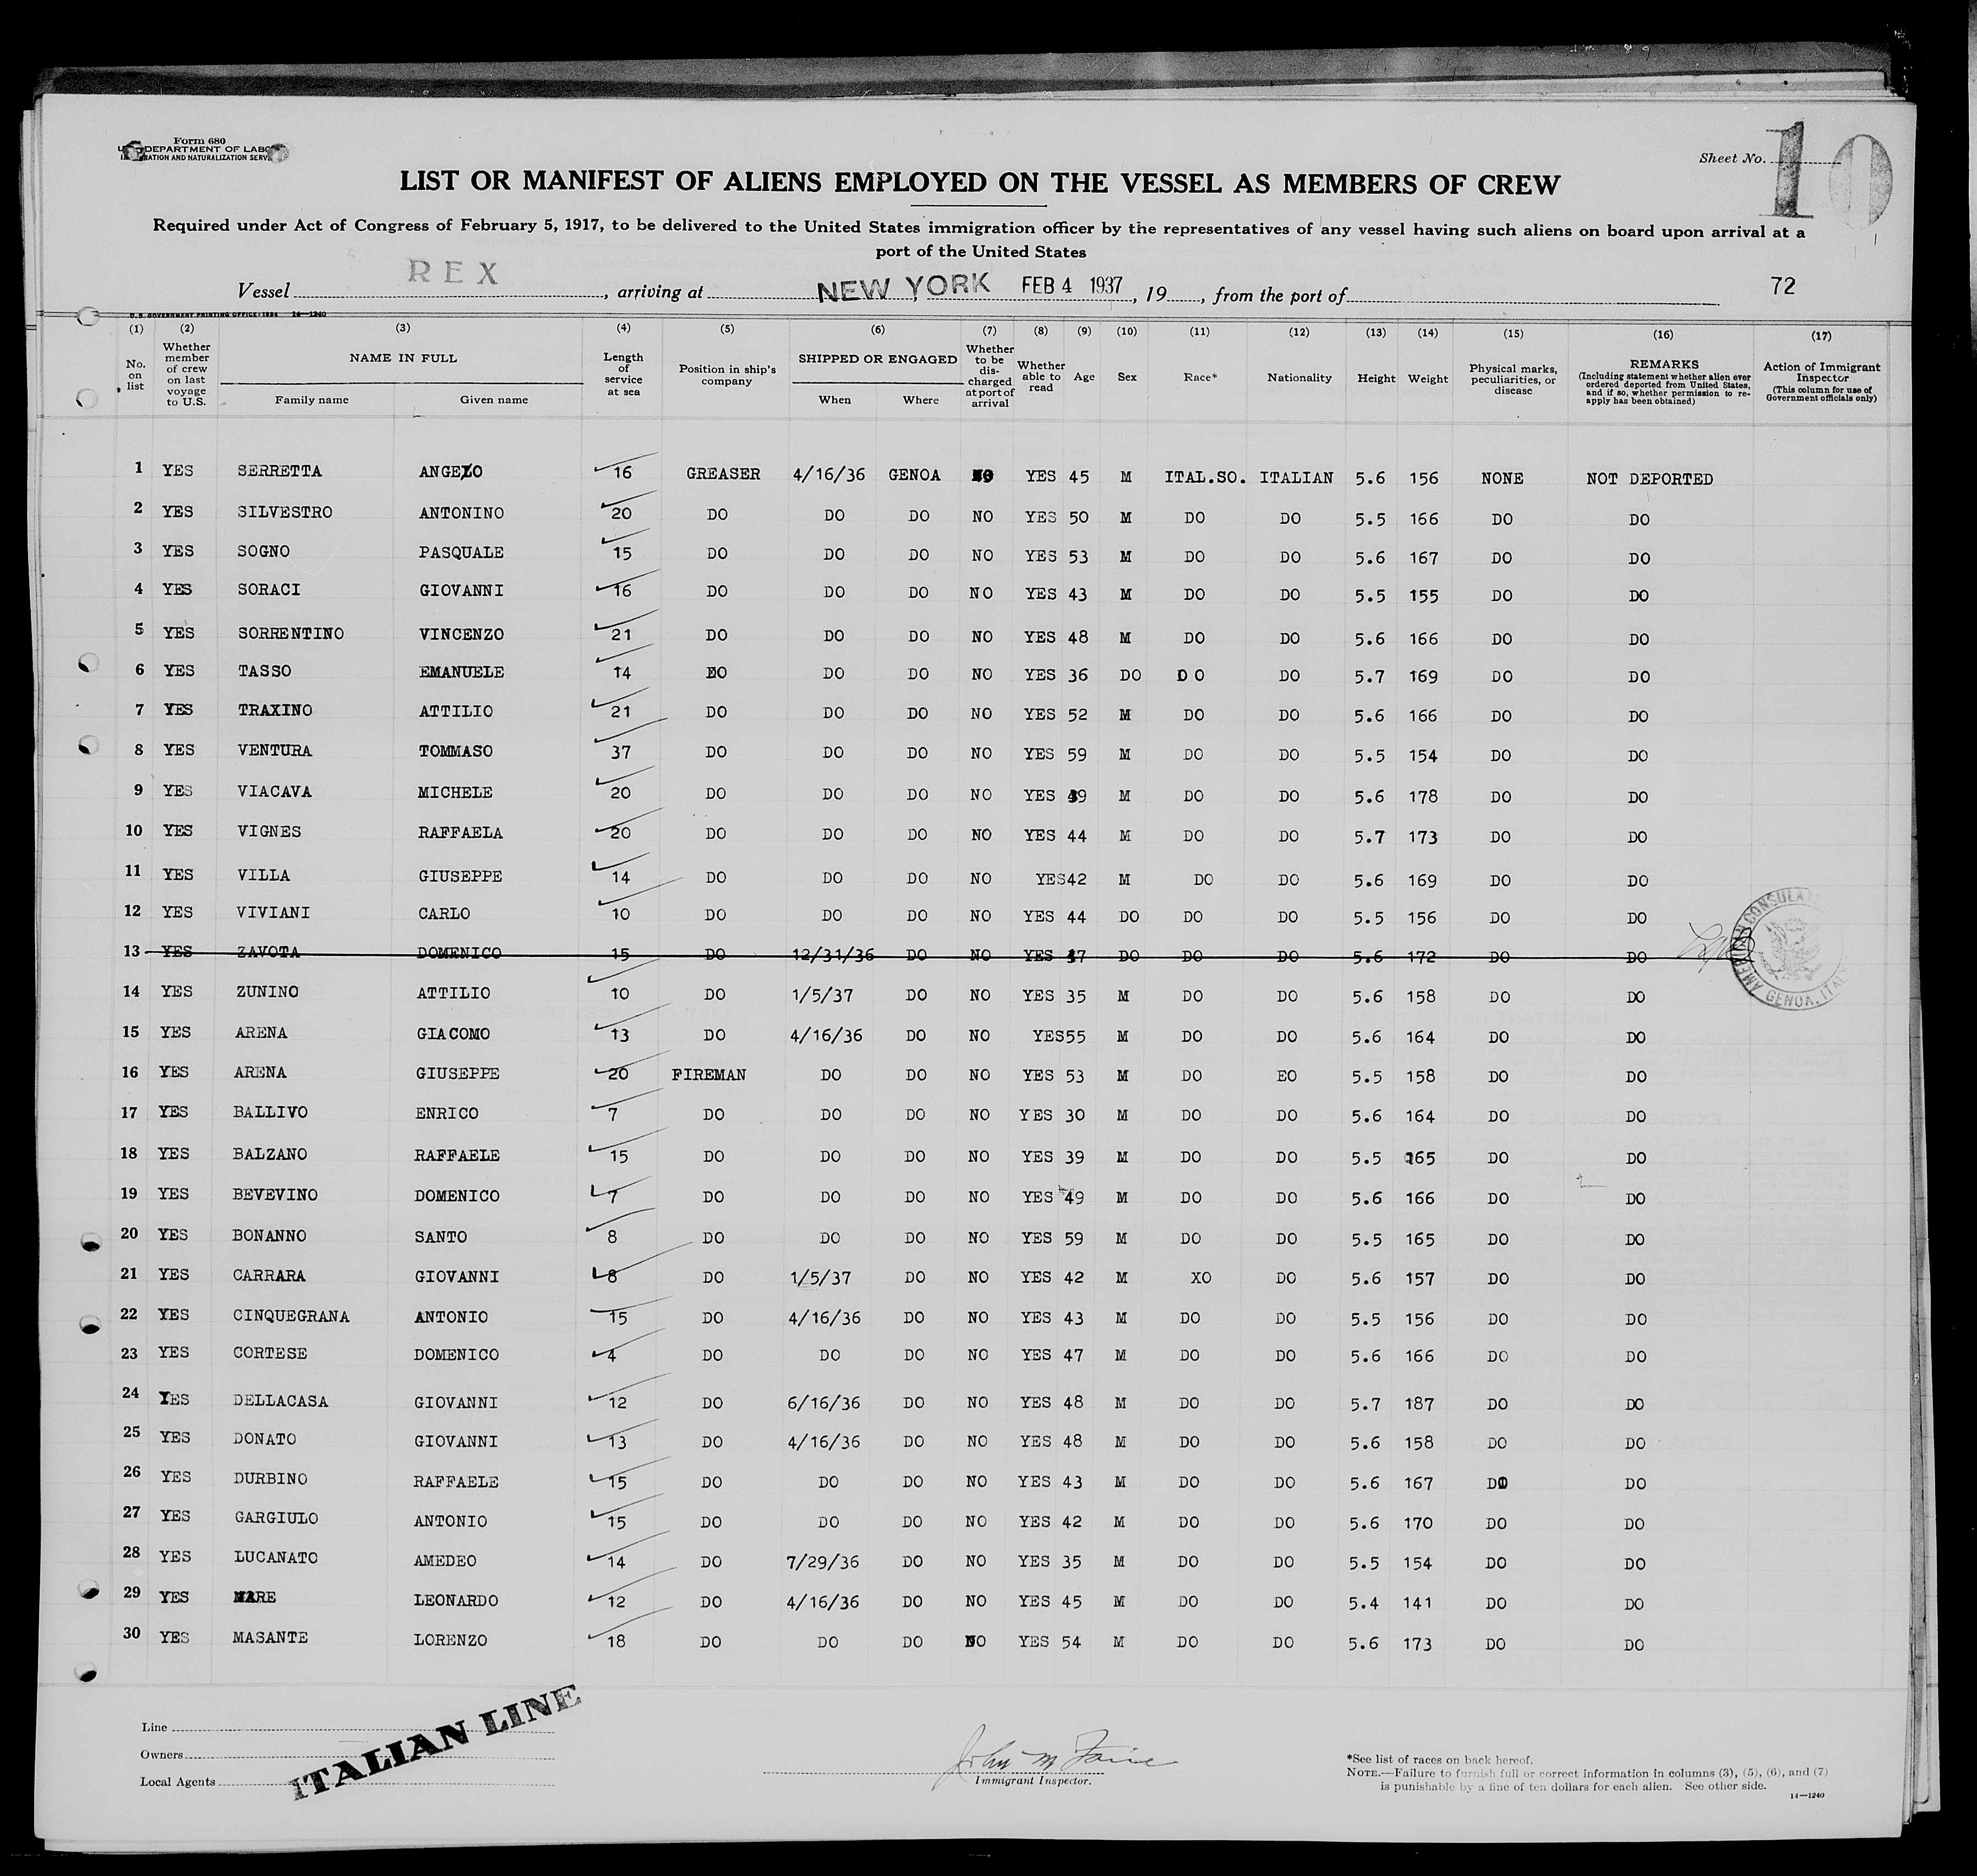 Form 680
DEPARTMENT OF LABOR
IMMIGRATION AND NATURALIZATION SERVICE
Sheet No. 10
LIST OR MANIFEST OF ALIENS EMPLOYED ON THE VESSEL AS MEMBERS OF CREW
Required under Act of Congress of February 5, 1917, to be delivered to the United States immigration officer by the representatives of any vessel having such aliens on board upon arrival at a
port of the United States
Vessel REX, arriving at NEW YORK FEB 4 1937, 19, from the port of 72
U.S. GOVERNMENT PRINTING OFFICE: 1934 14—1240
(1) (2) (3) (4) (5) (6) (7) (8) (9) (10) (11) (12) (13) (14) (15) (16) (17)
No. on list
Whether member of crew on last voyage to U.S.
NAME IN FULL
Family name Given name
Length of service at sea
Position in ship's company
SHIPPED OR ENGAGED
When Where
Whether to be discharged at port of arrival
Whether able to read
Age
Sex
Race*
Nationality
Height
Weight
Physical marks, peculiarities, or disease
REMARKS
(Including statement whether alien ever ordered deported from United States, and if so, whether permission to re-apply has been obtained)
Action of Immigrant Inspector
(This column for use of Government officials only)
1 YES SERRETTA ANGELO 16 GREASER 4/16/36 GENOA NO YES 45 M ITAL.SO. ITALIAN 5.6 156 NONE NOT DEPORTED
2 YES SILVESTRO ANTONINO 20 DO DO DO NO YES 50 M DO DO 5.5 166 DO DO
3 YES SOGNO PASQUALE 15 DO DO DO NO YES 53 M DO DO 5.6 167 DO DO
4 YES SORACI GIOVANNI 16 DO DO DO NO YES 43 M DO DO 5.5 155 DO DO
5 YES SORRENTINO VINCENZO 21 DO DO DO NO YES 48 M DO DO 5.6 166 DO DO
6 YES TASSO EMANUELE 14 DO DO DO NO YES 36 DO DO DO 5.7 169 DO DO
7 YES TRAXINO ATTILIO 21 DO DO DO NO YES 52 M DO DO 5.6 166 DO DO
8 YES VENTURA TOMMASO 37 DO DO DO NO YES 59 M DO DO 5.5 154 DO DO
9 YES VIACAVA MICHELE 20 DO DO DO NO YES M DO DO 5.6 178 DO DO
10 YES VIGNES RAFFAELA 20 DO DO DO NO YES 44 M DO DO 5.7 173 DO DO
11 YES VILLA GIUSEPPE 14 DO DO DO NO YES42 M DO DO 5.6 169 DO DO
12 YES VIVIANI CARLO 10 DO DO DO NO YES 44 DO DO DO 5.5 156 DO DO
13 YES ZAVOTA DOMENICO 15 DO 12/31/36 DO NO YES DO DO DO 5.6 172 DO DO
AMERICAN CONSULATE GENOA, ITALY
14 YES ZUNINO ATTILIO 10 DO 1/5/37 DO NO YES 35 M DO DO 5.6 158 DO DO
15 YES ARENA GIACOMO 13 DO 4/16/36 DO NO YES55 M DO DO 5.6 164 DO DO
16 YES ARENA GIUSEPPE 20 FIREMAN DO DO NO YES 53 M DO EO 5.5 158 DO DO
17 YES BALLIVO ENRICO 7 DO DO DO NO YES 30 M DO DO 5.6 164 DO DO
18 YES BALZANO RAFFAELE 15 DO DO DO NO YES 39 M DO DO 5.5 165 DO DO
19 YES BEVEVINO DOMENICO 7 DO DO DO NO YES 49 M DO DO 5.6 166 DO DO
20 YES BONANNO SANTO 8 DO DO DO NO YES 59 M DO DO 5.5 165 DO DO
21 YES CARRARA GIOVANNI 8 DO 1/5/37 DO NO YES 42 M XO DO 5.6 157 DO DO
22 YES CINQUEGRANA ANTONIO 15 DO 4/16/36 DO NO YES 43 M DO DO 5.5 156 DO DO
23 YES CORTESE DOMENICO 4 DO DO DO NO YES 47 M DO DO 5.6 166 DO DO
24 YES DELLACASA GIOVANNI 12 DO 6/16/36 DO NO YES 48 M DO DO 5.7 187 DO DO
25 YES DONATO GIOVANNI 13 DO 4/16/36 DO NO YES 48 M DO DO 5.6 158 DO DO
26 YES DURBINO RAFFAELE 15 DO DO DO NO YES 43 M DO DO 5.6 167 DO DO
27 YES GARGIULO ANTONIO 15 DO DO DO NO YES 42 M DO DO 5.6 170 DO DO
28 YES LUCANATO AMEDEO 14 DO 7/29/36 DO NO YES 35 M DO DO 5.5 154 DO DO
29 YES MARE LEONARDO 12 DO 4/16/36 DO NO YES 45 M DO DO 5.4 141 DO DO
30 YES MASANTE LORENZO 18 DO DO DO NO YES 54 M DO DO 5.6 173 DO DO
Line
Owners
Local Agents
ITALIAN LINE
John M
Immigrant Inspector.
*See list of races on back hereof.
NOTE.—Failure to furnish full or correct information in columns (3), (5), (6), and (7)
is punishable by a fine of ten dollars for each alien. See other side.
14—1240